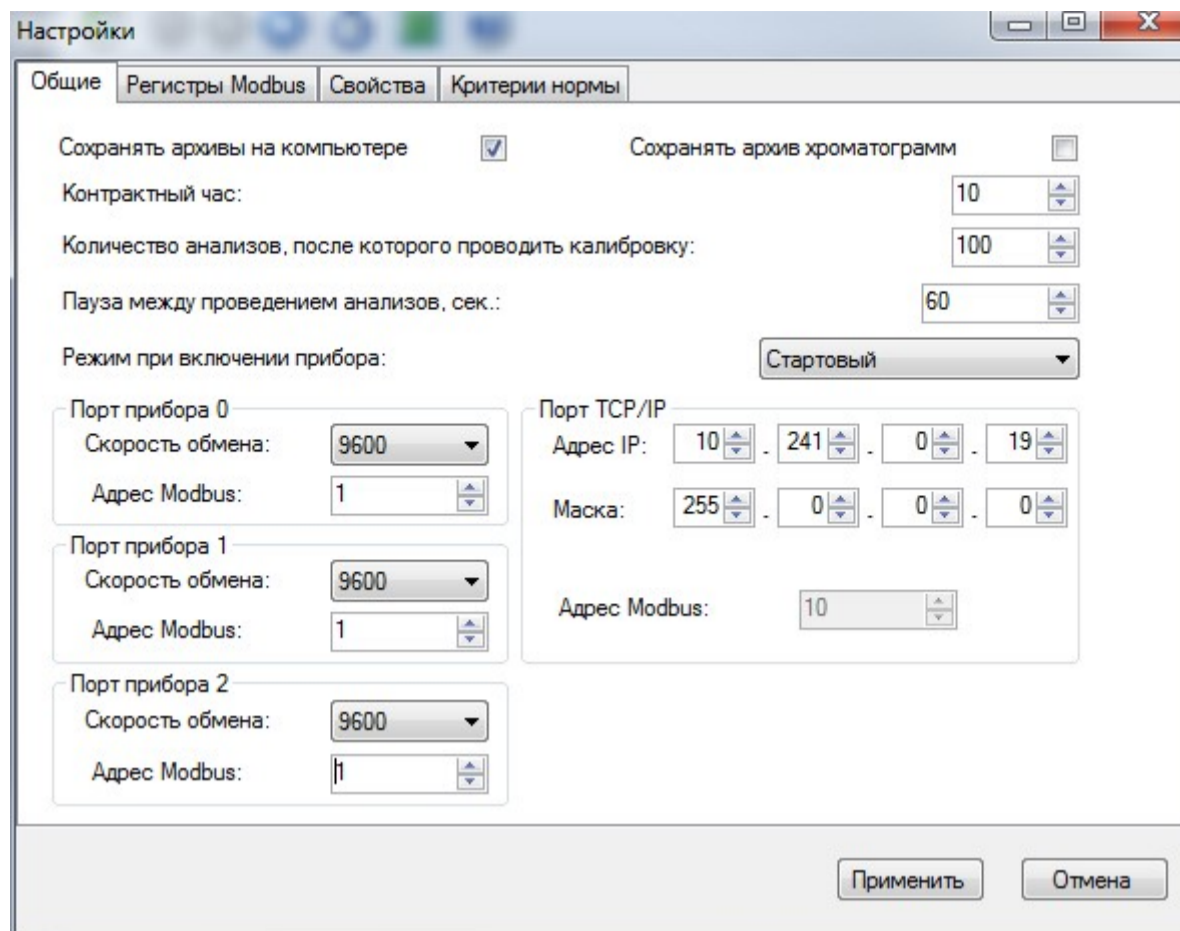 Настройки
Общие Регистры Modbus Свойства Критерии нормы
Сохранять архивы на компьютере Сохранять архив хроматограмм
Контрактный час: 10
Количество анализов, после которого проводить калибровку: 100
Пауза между проведением анализов, сек.: 60
Режим при включении прибора: Стартовый
Порт прибора 0
Скорость обмена: 9600
Адрес Modbus: 1
Порт TCP/IP
Адрес IP: 10 . 241 . 0 . 19
Маска: 255 . 0 . 0 . 0
Адрес Modbus: 10
Порт прибора 1
Скорость обмена: 9600
Адрес Modbus: 1
Порт прибора 2
Скорость обмена: 9600
Адрес Modbus: 1
Применить Отмена